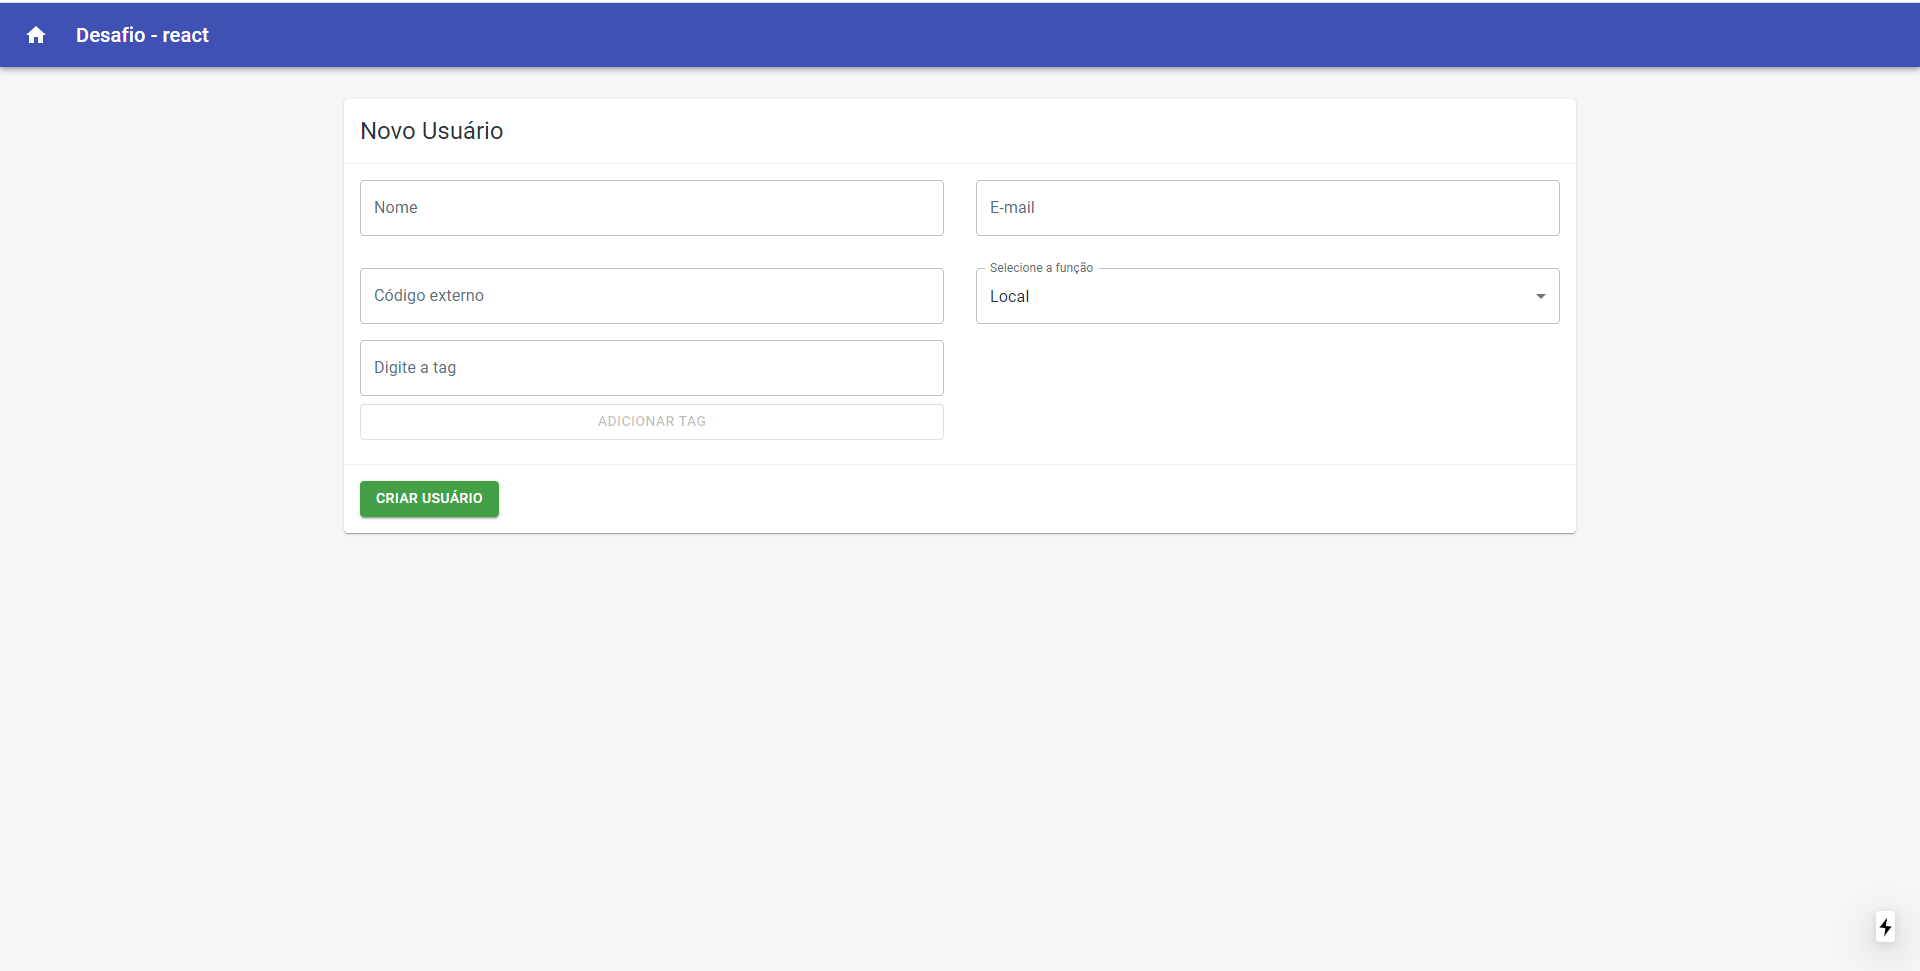 Desafio - react
Novo Usuário
Nome
E-mail
Código externo
Selecione a função
Local
Digite a tag
ADICIONAR TAG
CRIAR USUÁRIO